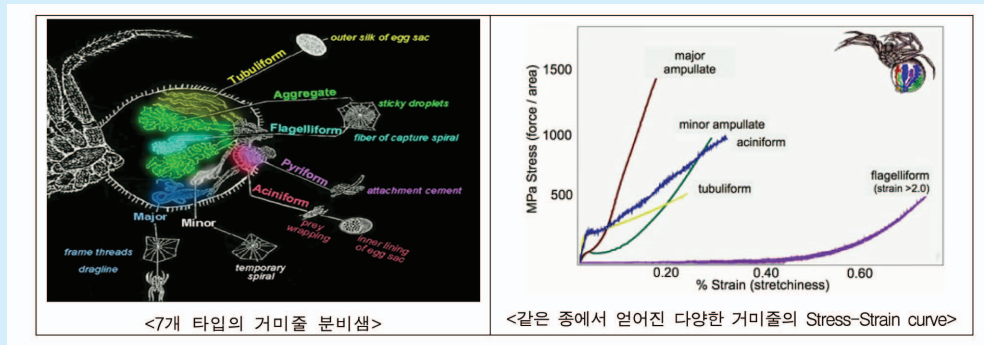 outer silk of egg sac
Tubuliform
Aggregate
sticky droplets
Flagelliform
fiber of capture spiral
Pyriform
attachment cement
Aciniform
prey
wrapping
inner lining
of egg sac
Major
Minor
frame threads
dragline
temporary
spiral
<7개 타입의 거미줄 분비샘>
MPa Stress (force / area)
1500
1000
500
major
ampullate
minor ampullate
aciniform
tubuliform
flagelliform
(strain >2.0)
0.20
0.40
0.60
% Strain (stretchiness)
<같은 종에서 얻어진 다양한 거미줄의 Stress-Strain curve>